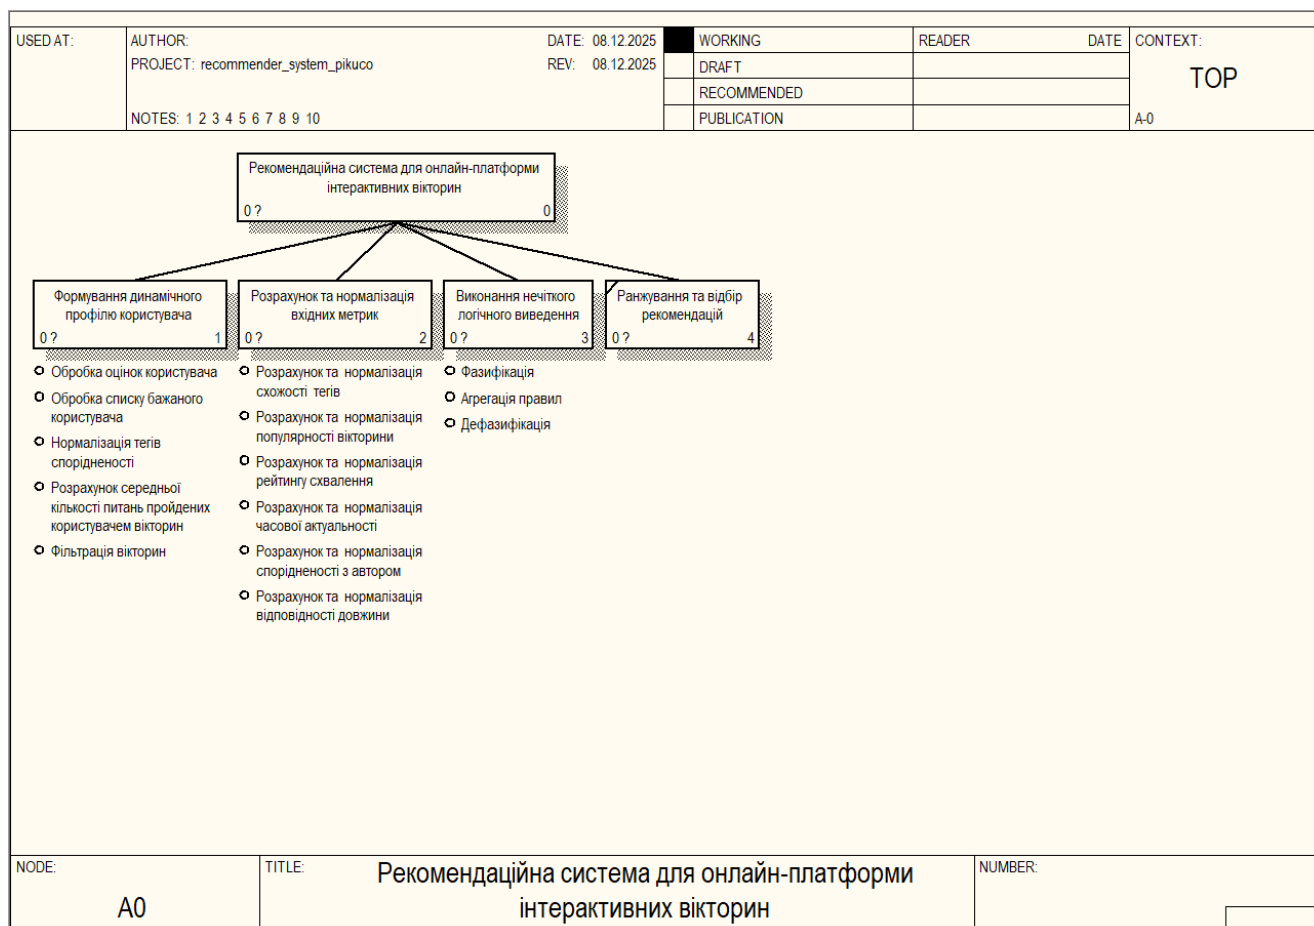 USED AT:
AUTHOR:
DATE: 08.12.2025
PROJECT: recommender_system_pikuco
REV: 08.12.2025
NOTES: 1 2 3 4 5 6 7 8 9 10
WORKING
DRAFT
RECOMMENDED
PUBLICATION
READER DATE
CONTEXT:
TOP
A-0
Рекомендаційна система для онлайн-платформи
інтерактивних вікторин
0 ? 0
Формування динамічного
профілю користувача
0 ? 1
Розрахунок та нормалізація
вхідних метрик
0 ? 2
Виконання нечіткого
логічного виведення
0 ? 3
Ранжування та відбір
рекомендацій
0 ? 4
Обробка оцінок користувача
Обробка списку бажаного
користувача
Нормалізація тегів
спорідненості
Розрахунок середньої
кількості питань пройдених
користувачем вікторин
Фільтрація вікторин
Розрахунок та нормалізація
схожості тегів
Розрахунок та нормалізація
популярності вікторини
Розрахунок та нормалізація
рейтингу схвалення
Розрахунок та нормалізація
часової актуальності
Розрахунок та нормалізація
спорідненості з автором
Розрахунок та нормалізація
відповідності довжини
Фазифікація
Агрегація правил
Дефазифікація
NODE:
A0
TITLE:
Рекомендаційна система для онлайн-платформи
інтерактивних вікторин
NUMBER: